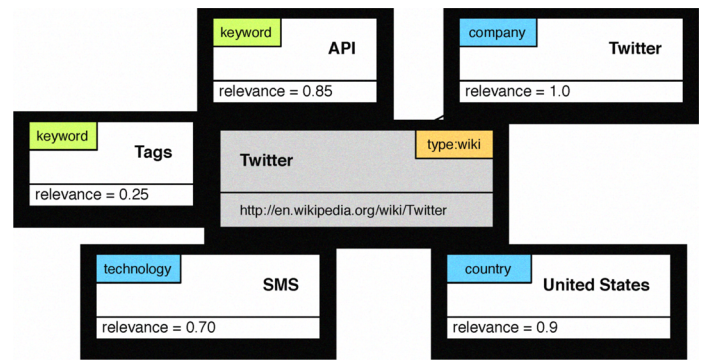 keyword
API
relevance = 0.85
company
Twitter
relevance = 1.0
keyword
Tags
relevance = 0.25
type:wiki
Twitter
http://en.wikipedia.org/wiki/Twitter
technology
SMS
relevance = 0.70
country
United States
relevance = 0.9